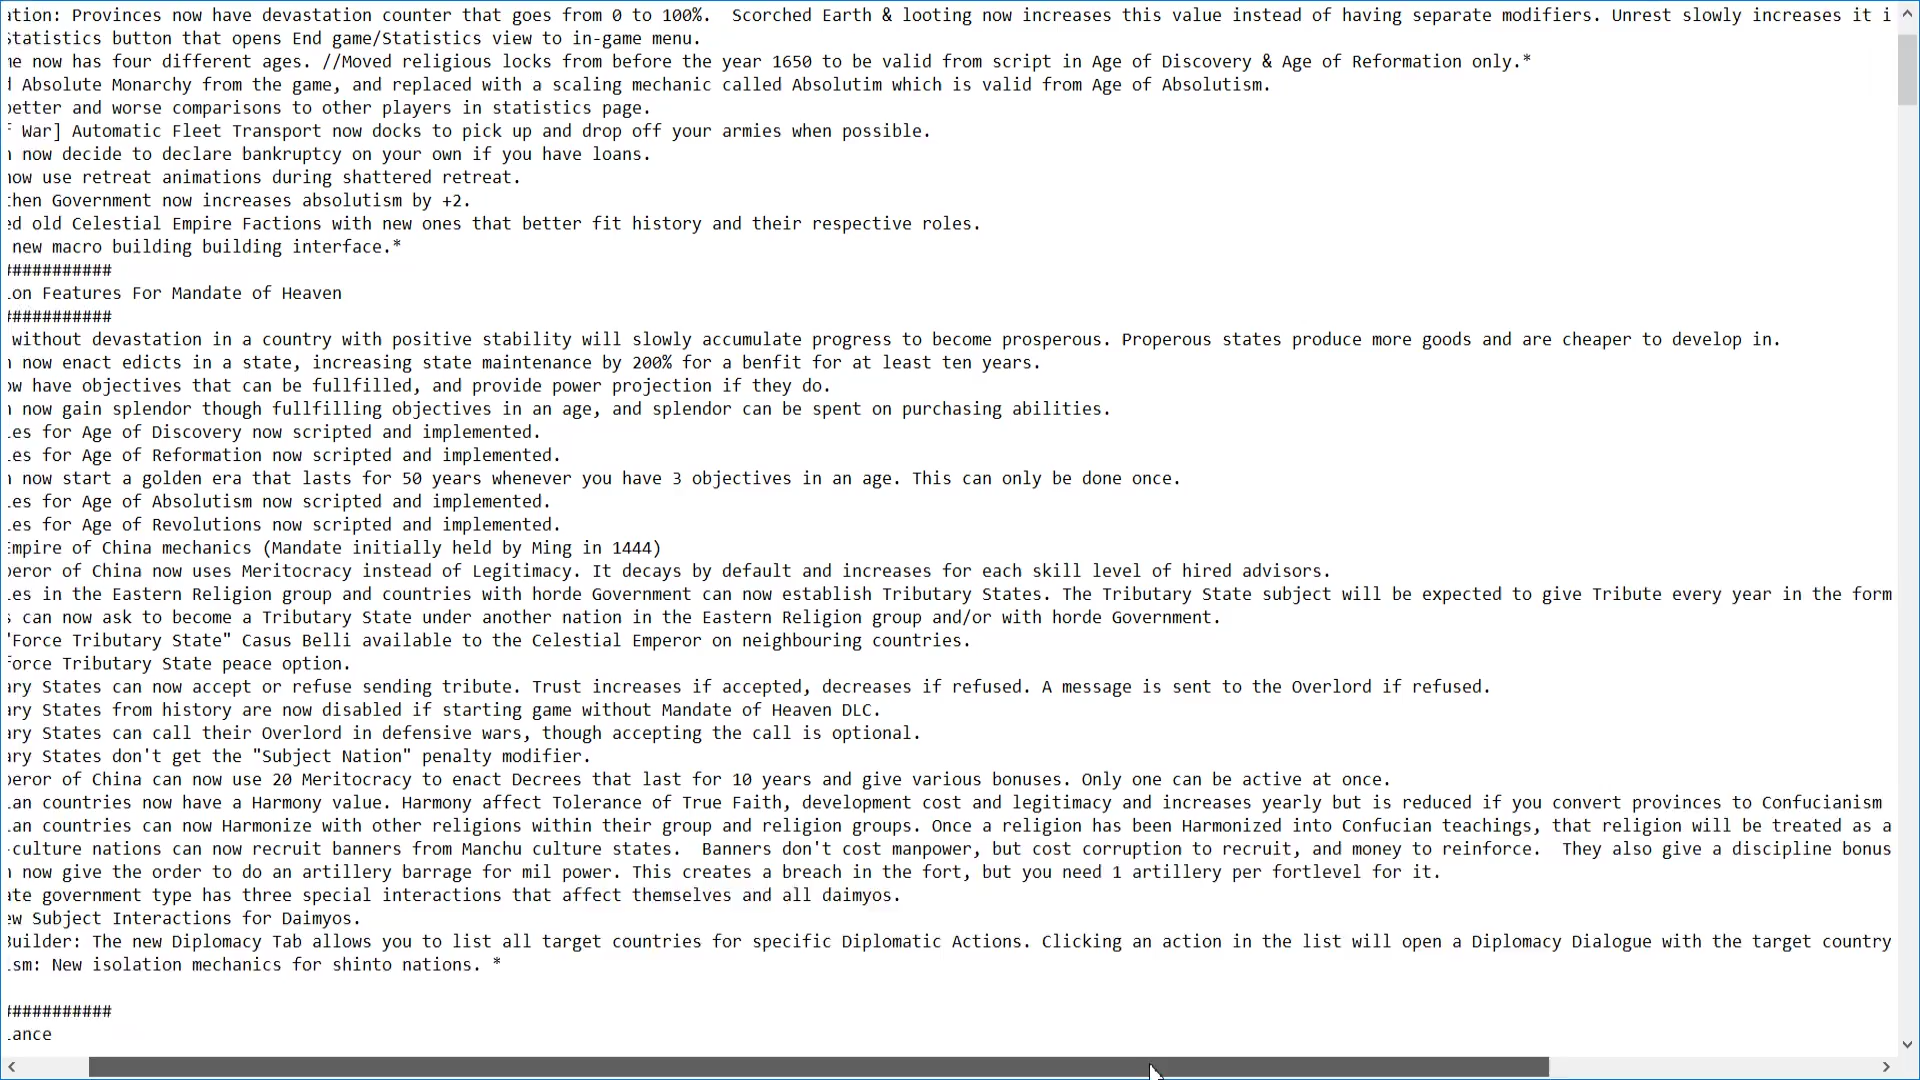 ation: Provinces now have devastation counter that goes from 0 to 100%.  Scorched Earth & looting now increases this value instead of having separate modifiers. Unrest slowly increases it i
Statistics button that opens End game/Statistics view to in-game menu.
me now has four different ages. //Moved religious locks from before the year 1650 to be valid from script in Age of Discovery & Age of Reformation only.*
d Absolute Monarchy from the game, and replaced with a scaling mechanic called Absolutim which is valid from Age of Absolutism.
better and worse comparisons to other players in statistics page.
f War] Automatic Fleet Transport now docks to pick up and drop off your armies when possible.
n now decide to declare bankruptcy on your own if you have loans.
now use retreat animations during shattered retreat.
then Government now increases absolutism by +2.
ed old Celestial Empire Factions with new ones that better fit history and their respective roles.
new macro building building interface.*
###########
ion Features For Mandate of Heaven
###########
without devastation in a country with positive stability will slowly accumulate progress to become prosperous. Properous states produce more goods and are cheaper to develop in.
n now enact edicts in a state, increasing state maintenance by 200% for a benfit for at least ten years.
ow have objectives that can be fullfilled, and provide power projection if they do.
n now gain splendor though fullfilling objectives in an age, and splendor can be spent on purchasing abilities.
ies for Age of Discovery now scripted and implemented.
ies for Age of Reformation now scripted and implemented.
n now start a golden era that lasts for 50 years whenever you have 3 objectives in an age. This can only be done once.
ies for Age of Absolutism now scripted and implemented.
ies for Age of Revolutions now scripted and implemented.
Empire of China mechanics (Mandate initially held by Ming in 1444)
peror of China now uses Meritocracy instead of Legitimacy. It decays by default and increases for each skill level of hired advisors.
ies in the Eastern Religion group and countries with horde Government can now establish Tributary States. The Tributary State subject will be expected to give Tribute every year in the form
s can now ask to become a Tributary State under another nation in the Eastern Religion group and/or with horde Government.
"Force Tributary State" Casus Belli available to the Celestial Emperor on neighbouring countries.
Force Tributary State peace option.
ary States can now accept or refuse sending tribute. Trust increases if accepted, decreases if refused. A message is sent to the Overlord if refused.
ary States from history are now disabled if starting game without Mandate of Heaven DLC.
ary States can call their Overlord in defensive wars, though accepting the call is optional.
ary States don't get the "Subject Nation" penalty modifier.
peror of China can now use 20 Meritocracy to enact Decrees that last for 10 years and give various bonuses. Only one can be active at once.
ian countries now have a Harmony value. Harmony affect Tolerance of True Faith, development cost and legitimacy and increases yearly but is reduced if you convert provinces to Confucianism
ian countries can now Harmonize with other religions within their group and religion groups. Once a religion has been Harmonized into Confucian teachings, that religion will be treated as a
-culture nations can now recruit banners from Manchu culture states.  Banners don't cost manpower, but cost corruption to recruit, and money to reinforce.  They also give a discipline bonus
n now give the order to do an artillery barrage for mil power. This creates a breach in the fort, but you need 1 artillery per fortlevel for it.
ate government type has three special interactions that affect themselves and all daimyos.
ew Subject Interactions for Daimyos.
Builder: The new Diplomacy Tab allows you to list all target countries for specific Diplomatic Actions. Clicking an action in the list will open a Diplomacy Dialogue with the target country
ism: New isolation mechanics for shinto nations. *
###########
lance